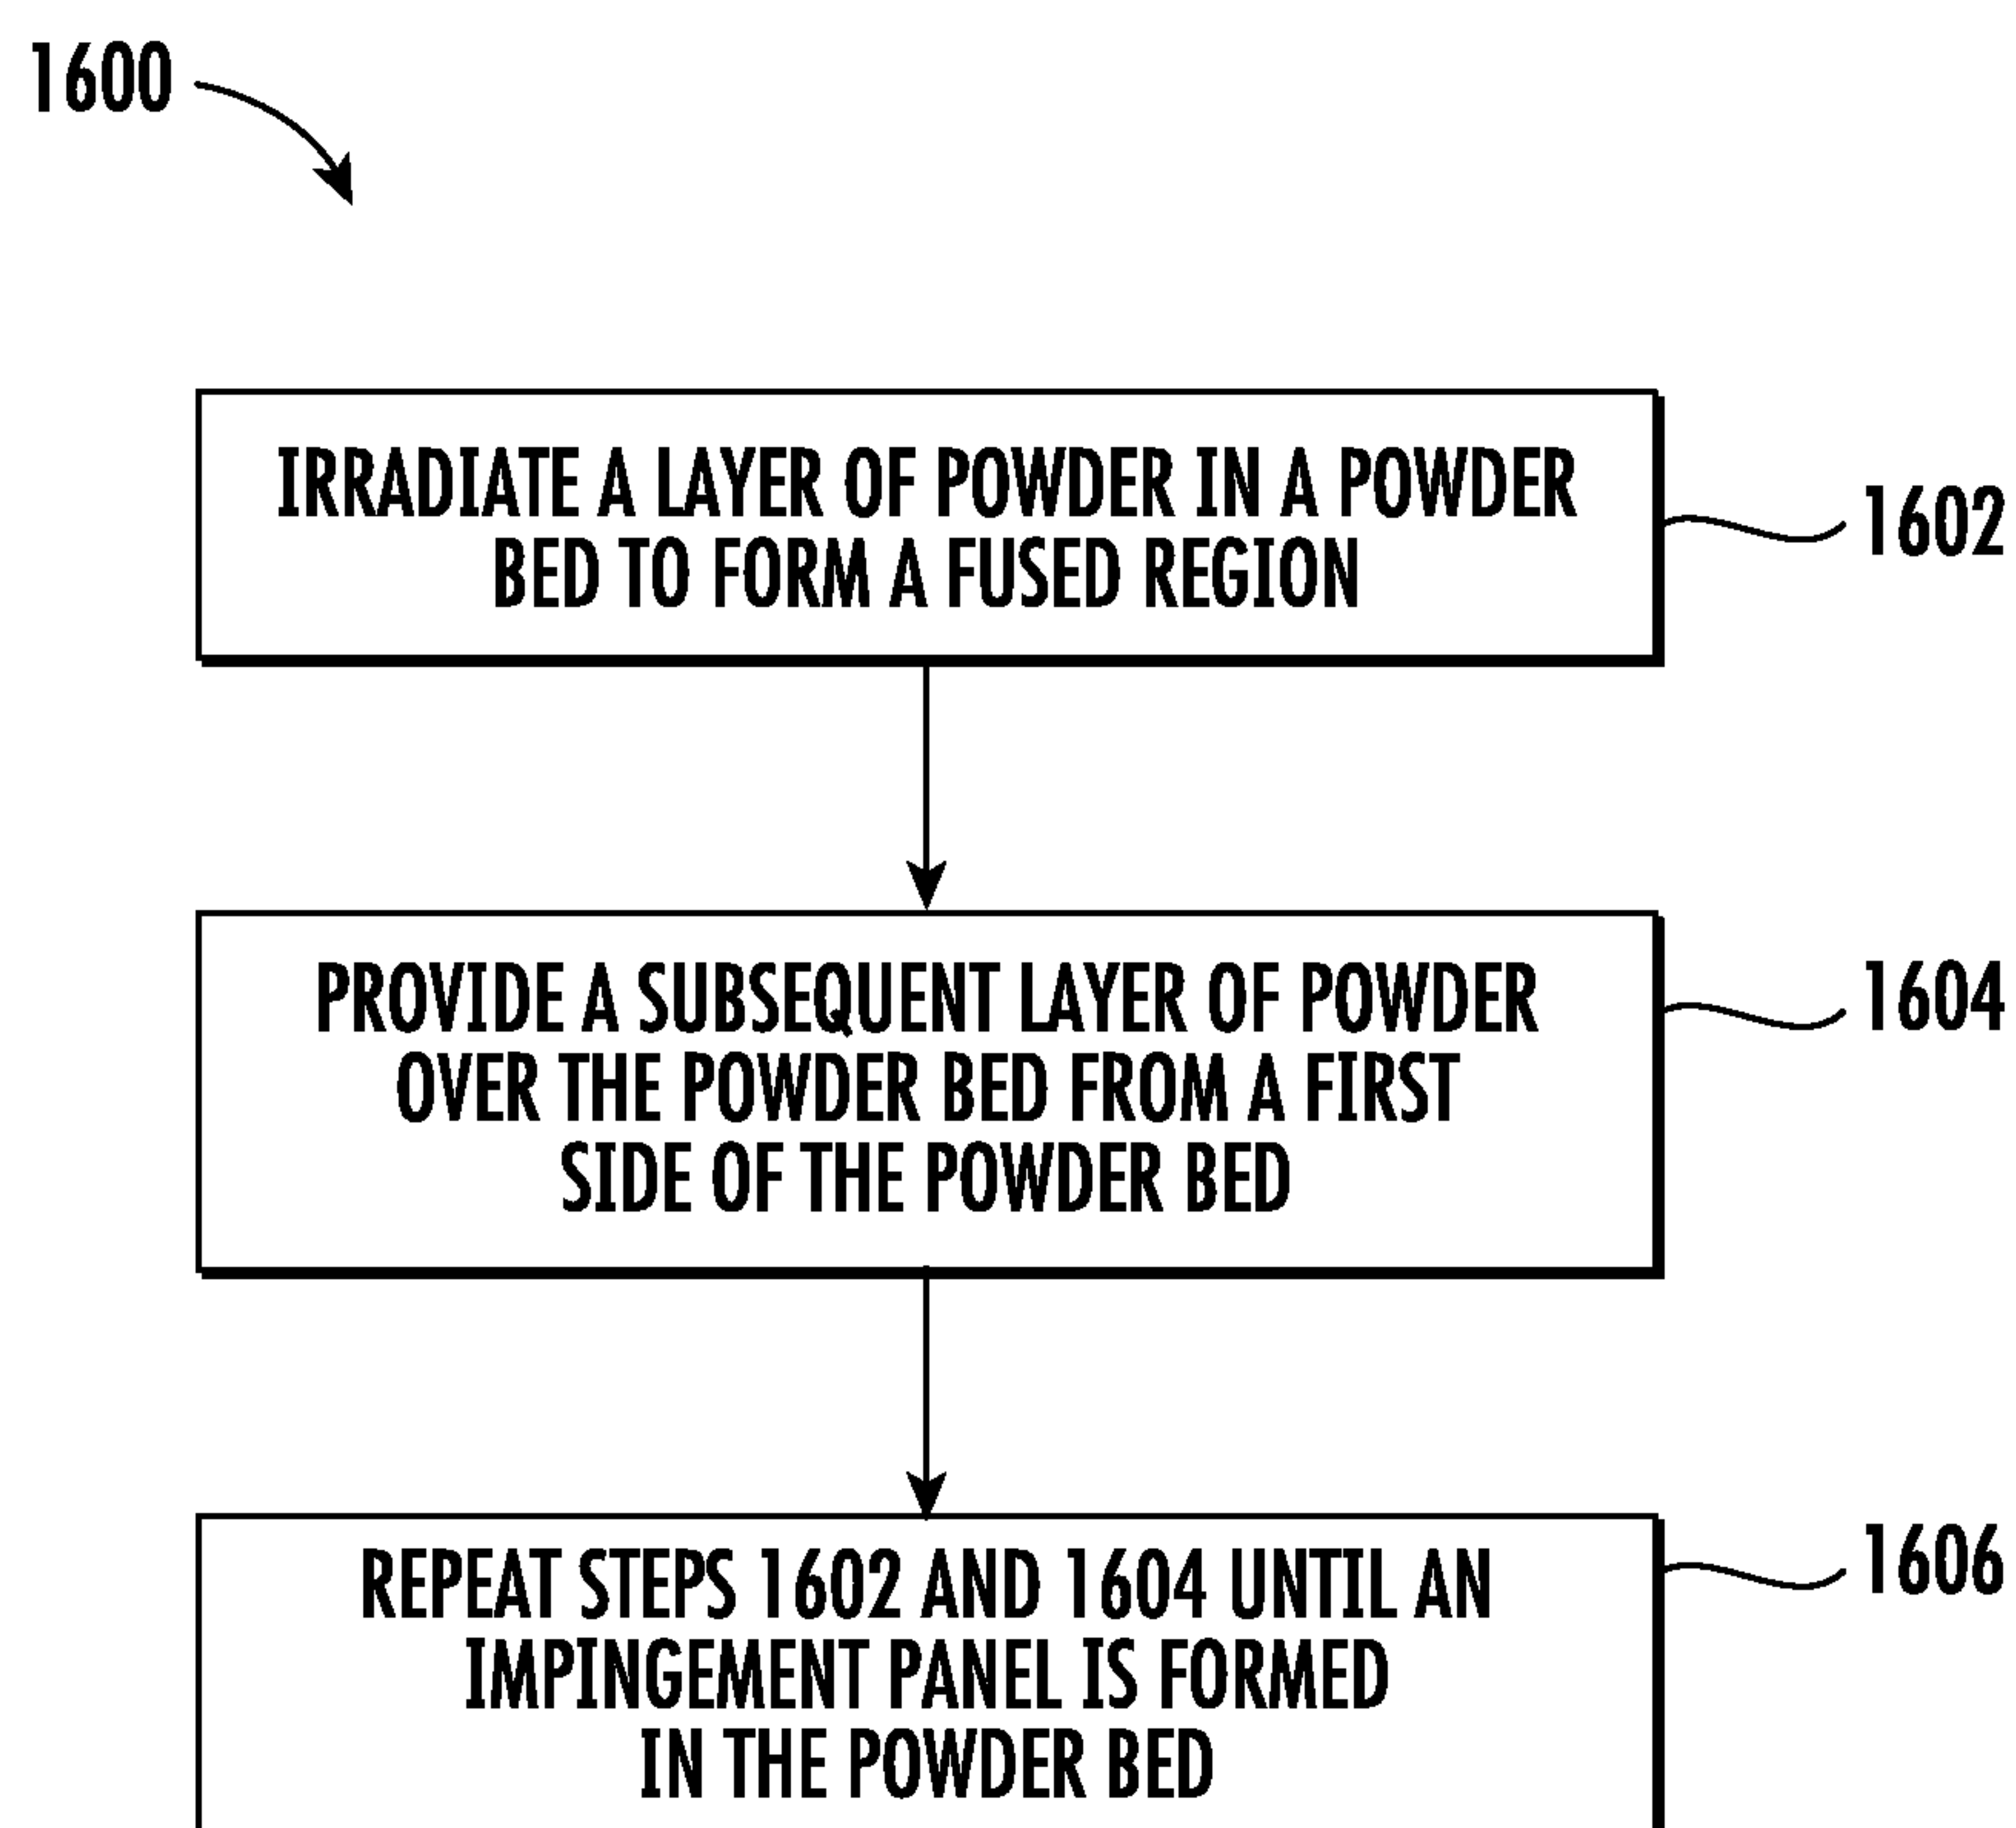 1600
IRRADIATE A LAYER OF POWDER IN A POWDER
BED TO FORM A FUSED REGION
1602
PROVIDE A SUBSEQUENT LAYER OF POWDER
OVER THE POWDER BED FROM A FIRST
SIDE OF THE POWDER BED
1604
REPEAT STEPS 1602 AND 1604 UNTIL AN
IMPINGEMENT PANEL IS FORMED
IN THE POWDER BED
1606